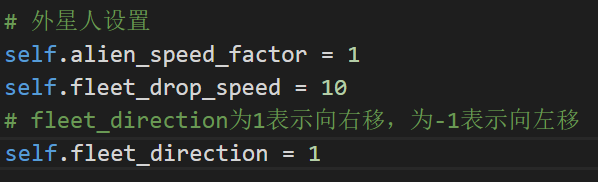 # 外星人设置
self.alien_speed_factor = 1
self.fleet_drop_speed = 10
# fleet_direction为1表示向右移，为-1表示向左移
self.fleet_direction = 1